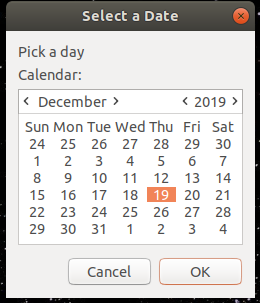 Select a Date
Pick a day
Calendar:
December 2019
Sun Mon Tue Wed Thu Fri Sat
24 25 26 27 28 29 30
1 2 3 4 5 6 7
8 9 10 11 12 13 14
15 16 17 18 19 20 21
22 23 24 25 26 27 28
29 30 31 1 2 3 4
Cancel OK